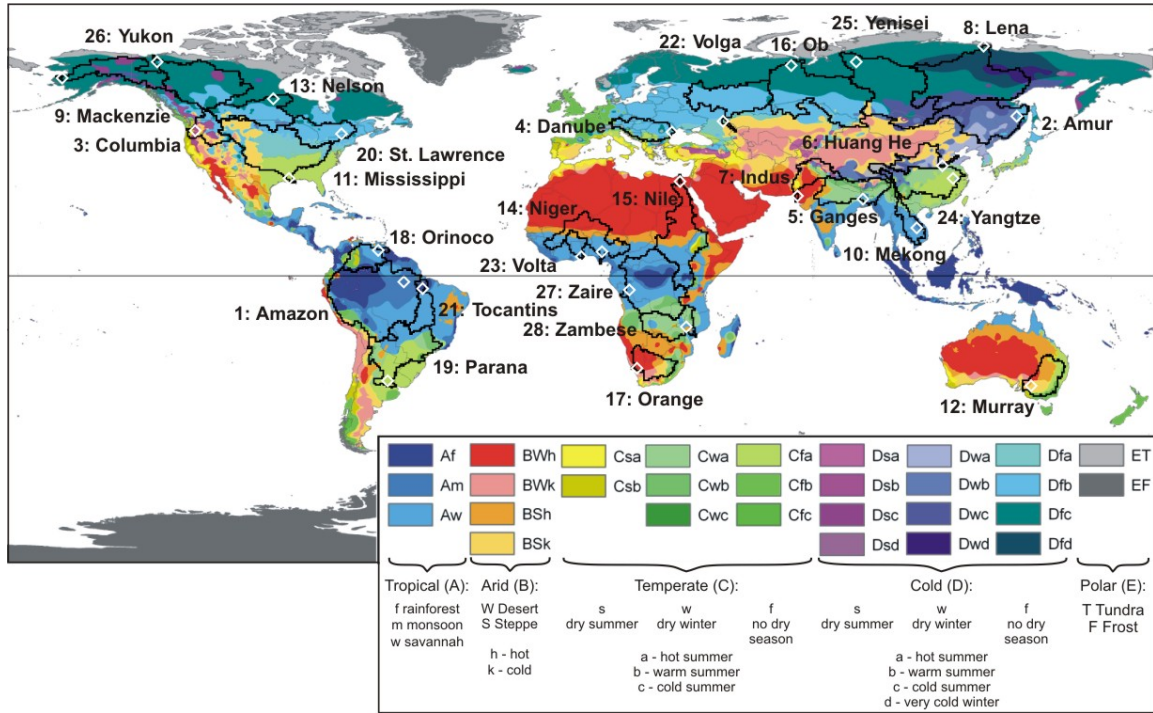 25: Yenisei
26: Yukon
8: Lena
22: Volga
16: Ob
13: Nelson
9: Mackenzie
4: Danube
2: Amur
3: Columbia
6: Huang He
20: St. Lawrence
7: Indus
11: Mississippi
15: Nile
14: Niger
5: Ganges
24: Yangtze
18: Orinoco
10: Mekong
23: Volta
27: Zaire
1: Amazon
21: Tocantins
28: Zambese
19: Parana
17: Orange
12: Murray
Af BWh Csa Cwa Cfa Dsa Dwa Dfa ET
Am BWk Csb Cwb Cfb Dsb Dwb Dfb EF
Aw BSh Cwc Cfc Dsc Dwc Dfc
BSk Dsd Dwd Dfd
Tropical (A): Arid (B): Temperate (C): Cold (D): Polar (E):
f rainforest W Desert s w f s w f T Tundra
m monsoon S Steppe dry summer dry winter no dry dry summer dry winter no dry F Frost
w savannah season season
h - hot a - hot summer a - hot summer
k - cold b - warm summer b - warm summer
c - cold summer c - cold summer
d - very cold winter